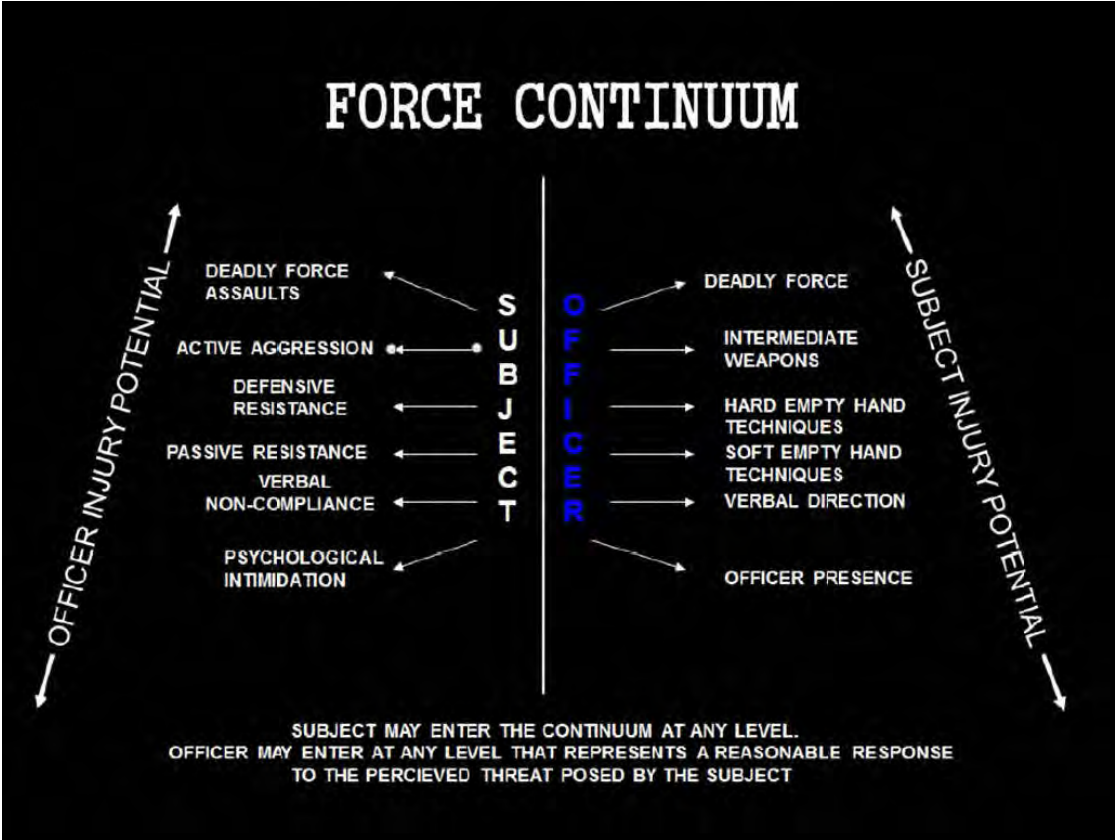 FORCE CONTINUUM
OFFICER INJURY POTENTIAL
DEADLY FORCE
ASSAULTS
ACTIVE AGGRESSION
DEFENSIVE
RESISTANCE
PASSIVE RESISTANCE
VERBAL
NON-COMPLIANCE
PSYCHOLOGICAL
INTIMIDATION
SUBJECT
OFFICER
DEADLY FORCE
INTERMEDIATE
WEAPONS
HARD EMPTY HAND
TECHNIQUES
SOFT EMPTY HAND
TECHNIQUES
VERBAL DIRECTION
OFFICER PRESENCE
SUBJECT INJURY POTENTIAL
SUBJECT MAY ENTER THE CONTINUUM AT ANY LEVEL.
OFFICER MAY ENTER AT ANY LEVEL THAT REPRESENTS A REASONABLE RESPONSE
TO THE PERCIEVED THREAT POSED BY THE SUBJECT